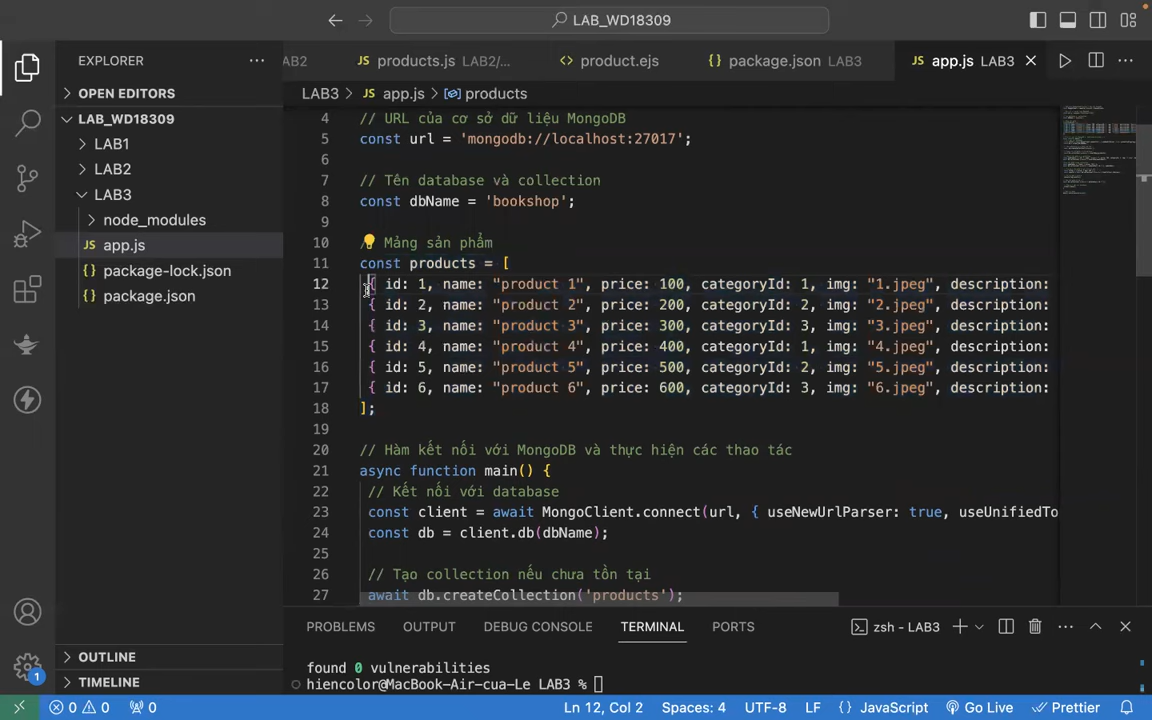 LAB_WD18309
EXPLORER
AB2
JS products.js LAB2/...
<> product.ejs
{} package.json LAB3
JS app.js LAB3
OPEN EDITORS
LAB3 > JS app.js > products
LAB_WD18309
LAB1
LAB2
LAB3
node_modules
JS app.js
{} package-lock.json
{} package.json
4 // URL của cơ sở dữ liệu MongoDB
5 const url = 'mongodb://localhost:27017';
6
7 // Tên database và collection
8 const dbName = 'bookshop';
9
10 / Mảng sản phẩm
11 const products = [
12 { id: 1, name: "product 1", price: 100, categoryId: 1, img: "1.jpeg", description:
13 { id: 2, name: "product 2", price: 200, categoryId: 2, img: "2.jpeg", description:
14 { id: 3, name: "product 3", price: 300, categoryId: 3, img: "3.jpeg", description:
15 { id: 4, name: "product 4", price: 400, categoryId: 1, img: "4.jpeg", description:
16 { id: 5, name: "product 5", price: 500, categoryId: 2, img: "5.jpeg", description:
17 { id: 6, name: "product 6", price: 600, categoryId: 3, img: "6.jpeg", description:
18 ];
19
20 // Hàm kết nối với MongoDB và thực hiện các thao tác
21 async function main() {
22 // Kết nối với database
23 const client = await MongoClient.connect(url, { useNewUrlParser: true, useUnifiedTo
24 const db = client.db(dbName);
25
26 // Tạo collection nếu chưa tồn tại
27 await db.createCollection('products');
PROBLEMS OUTPUT DEBUG CONSOLE TERMINAL PORTS
zsh - LAB3
found 0 vulnerabilities
hiencolor@MacBook-Air-cua-Le LAB3 %
OUTLINE
TIMELINE
1
0 0 0
Ln 12, Col 2 Spaces: 4 UTF-8 LF {} JavaScript Go Live Prettier